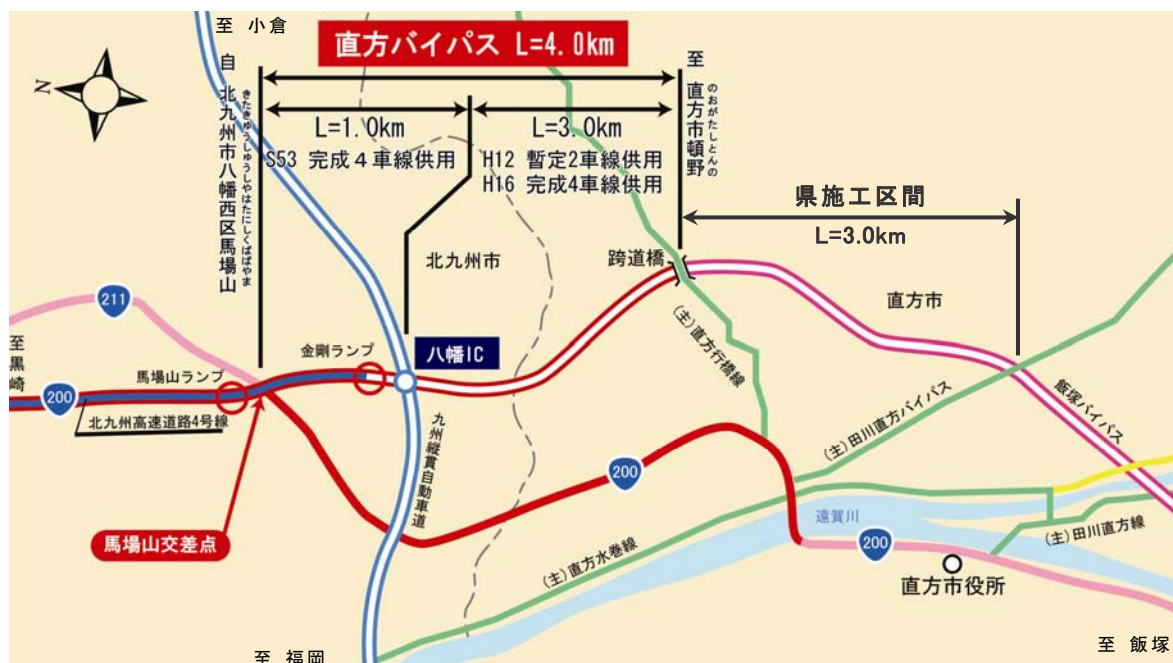 至 小倉
直方バイパス L=4.0km
N
自 北九州市八幡西区馬場山
きたきゅうしゅうしやはたにしくばばやま
至 直方市頓野
のおがたしとんの
L=1.0km
S53 完成４車線供用
L=3.0km
H12 暫定2車線供用
H16 完成4車線供用
県施工区間
L=3.0km
北九州市
跨道橋
直方市
211
至 黒崎
200
馬場山ランプ
金剛ランプ
八幡IC
北九州高速道路4号線
(主)直方行橋線
飯塚バイパス
(主)田川直方バイパス
九州縦貫自動車道
200
馬場山交差点
遠賀川
200
(主)田川直方線
(主)直方水巻線
直方市役所
至 福岡
至 飯塚